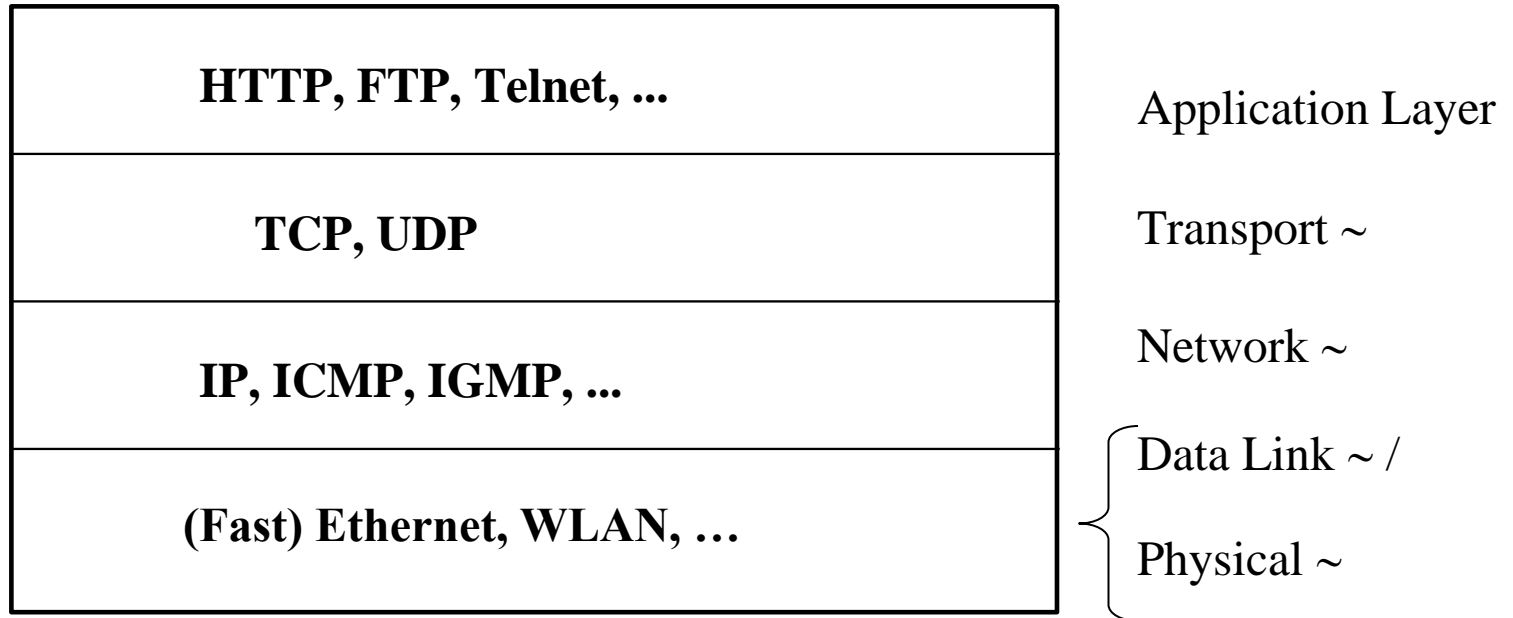 HTTP, FTP, Telnet, ...
Application Layer
TCP, UDP
Transport ~
IP, ICMP, IGMP, ...
Network ~
(Fast) Ethernet, WLAN, …
Data Link ~ /
Physical ~